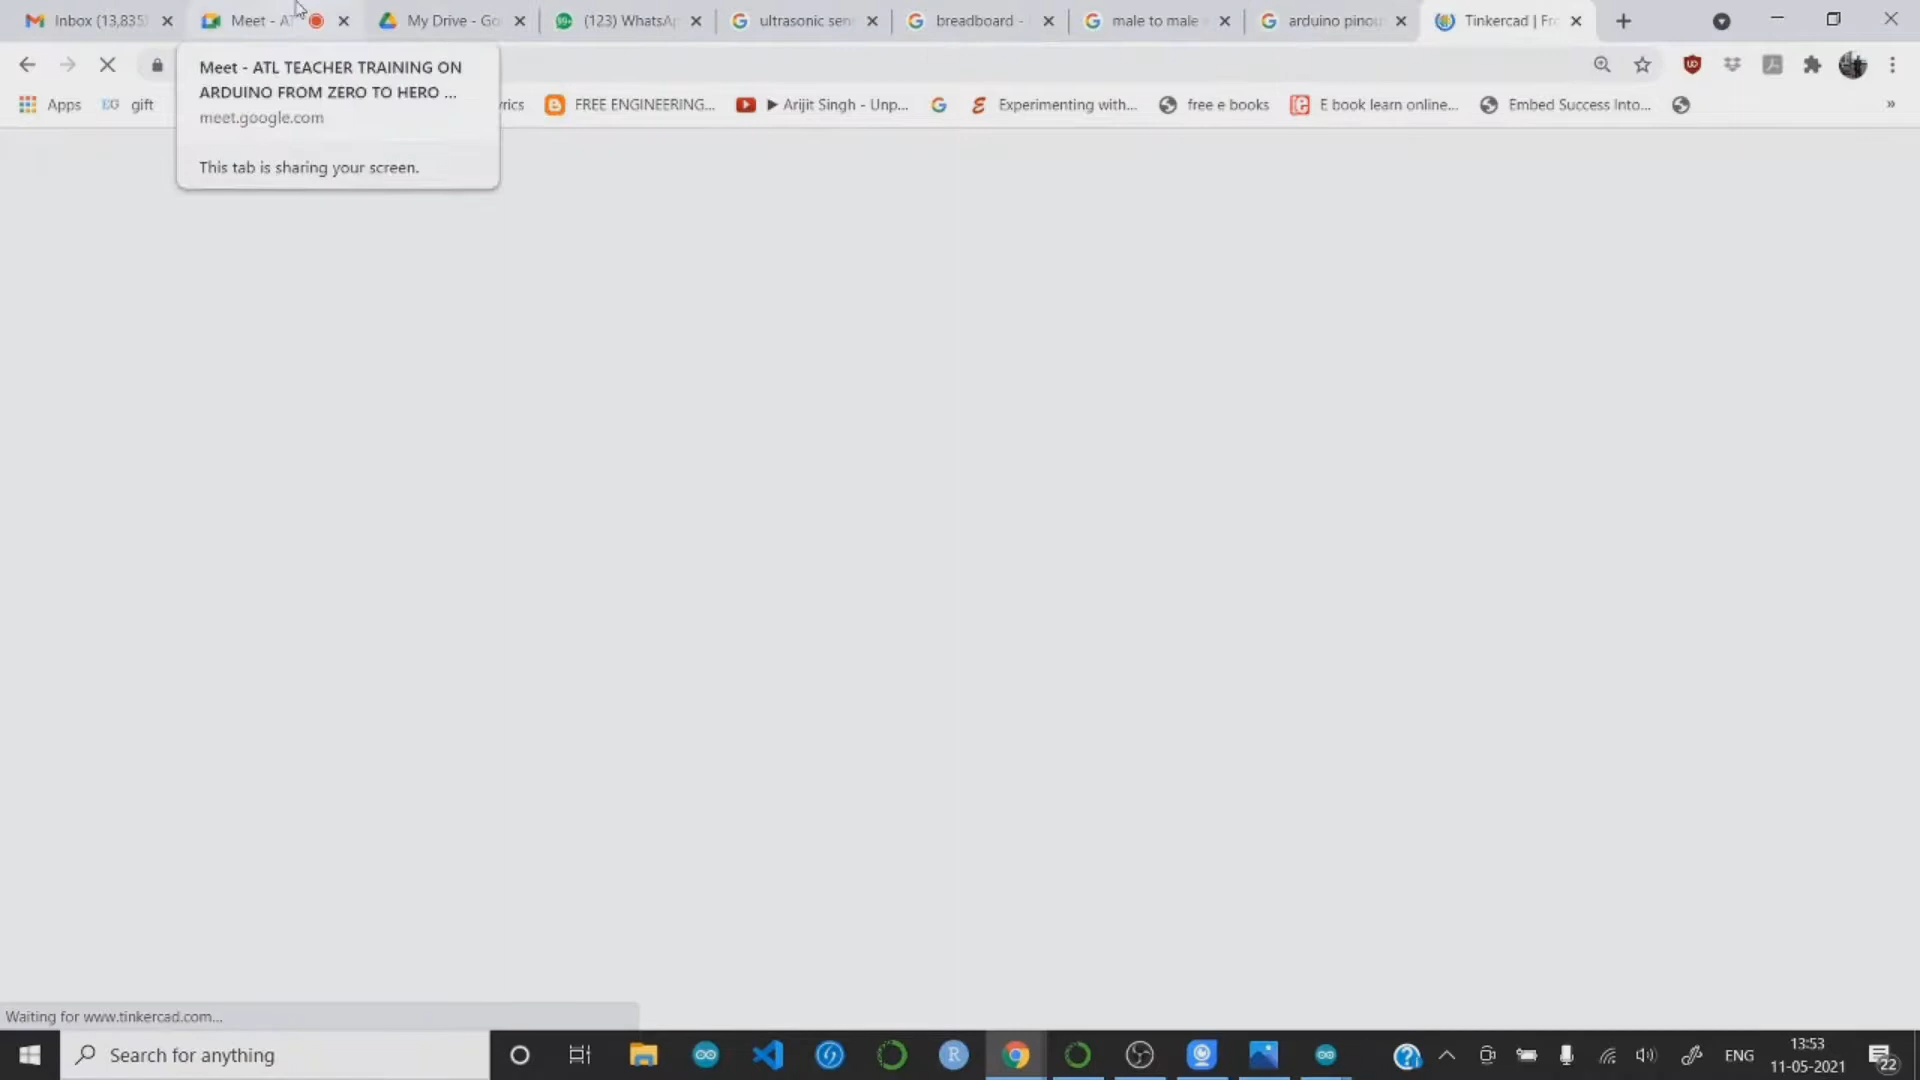 Inbox (13,835)
Meet - AT
My Drive - Go
(123) WhatsAp
ultrasonic sen
breadboard -
male to male
arduino pinou
Tinkercad | Fr
Meet - ATL TEACHER TRAINING ON
ARDUINO FROM ZERO TO HERO ...
meet.google.com
This tab is sharing your screen.
Apps
gift
rics
FREE ENGINEERING...
▶ Arijit Singh - Unp...
Experimenting with...
free e books
E book learn online...
Embed Success Into...
»
Waiting for www.tinkercad.com...
Search for anything
ENG
13:53
11-05-2021
22